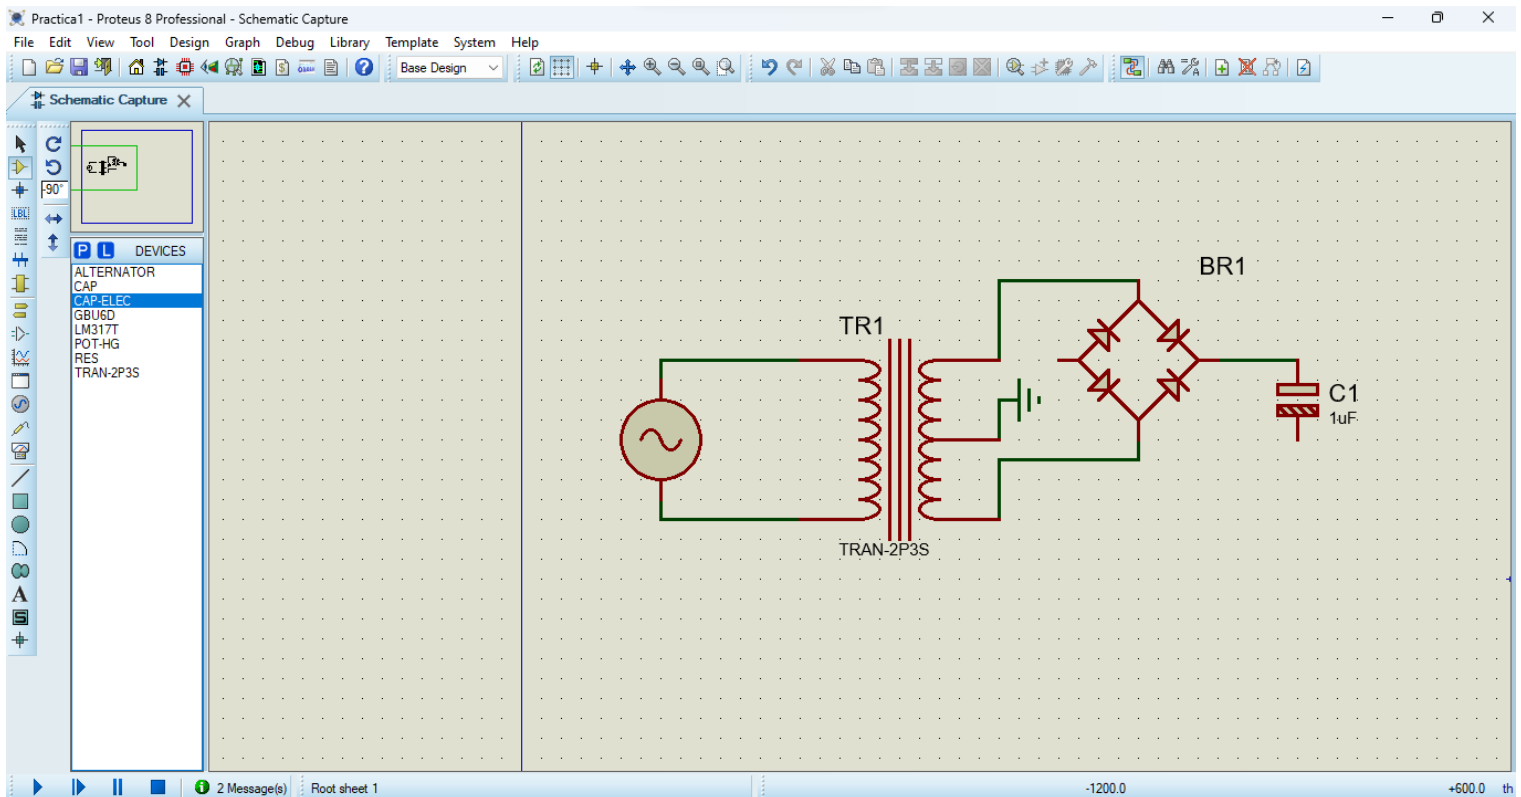 Practica1 - Proteus 8 Professional - Schematic Capture
File Edit View Tool Design Graph Debug Library Template System Help
Base Design
Schematic Capture
-90°
LBL
P L DEVICES
ALTERNATOR
CAP
CAP-ELEC
GBU6D
LM317T
POT-HG
RES
TRAN-2P3S
A
S
BR1
TR1
C1
1uF
TRAN-2P3S
2 Message(s) Root sheet 1 -1200.0 +600.0 th